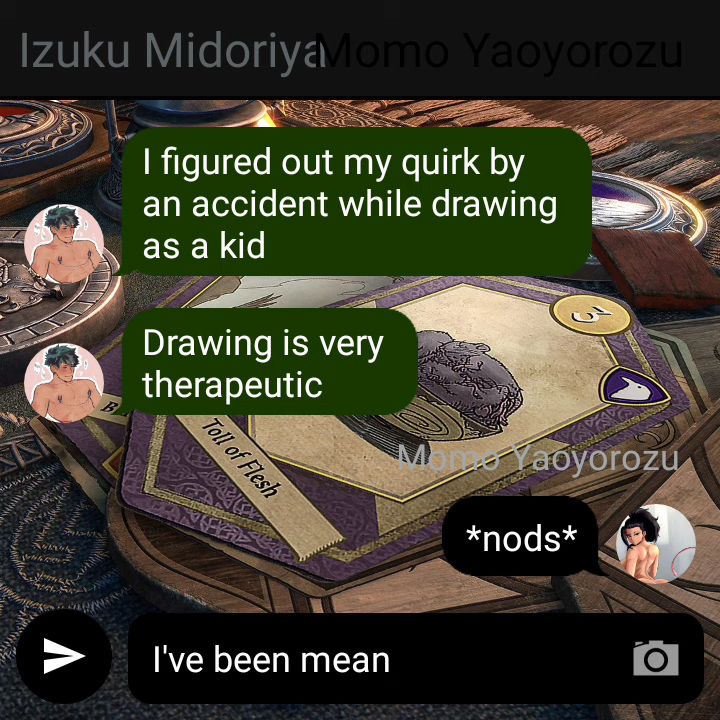 Izuku Midoriya Momo Yaoyorozu
I figured out my quirk by
an accident while drawing
as a kid
3
Drawing is very
therapeutic
B
Toll of Flesh
Momo Yaoyorozu
*nods*
I've been mean